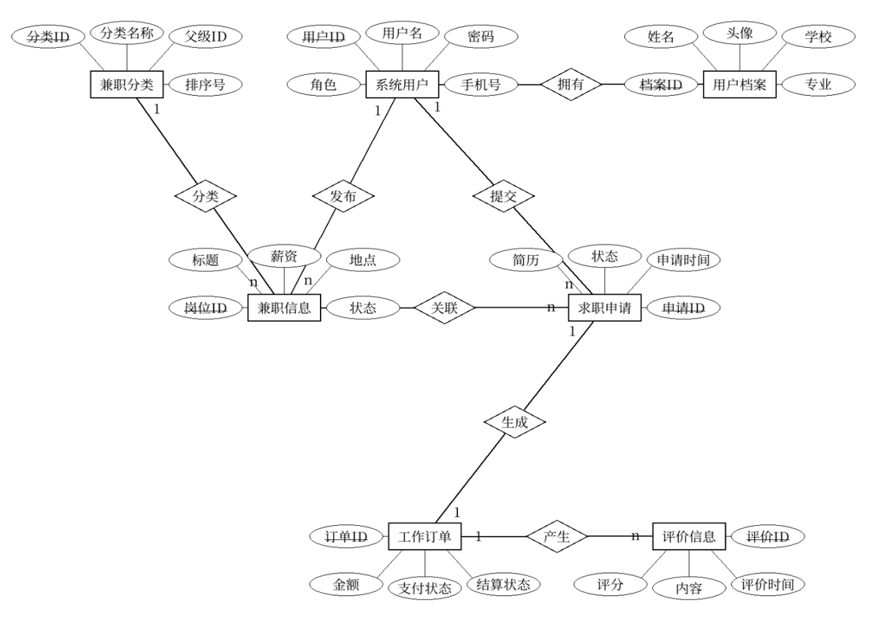 分类ID 分类名称 父级ID 用户ID 用户名 密码 姓名 头像 学校
兼职分类 排序号 角色 系统用户 手机号 拥有 档案ID 用户档案 专业
1 1 1
分类 发布 提交
标题 薪资 地点 简历 状态 申请时间
n n n
岗位ID 兼职信息 状态 关联 n 求职申请 申请ID
1
生成
1
订单ID 工作订单 1 产生 n 评价信息 评价ID
金额 支付状态 结算状态 评分 内容 评价时间